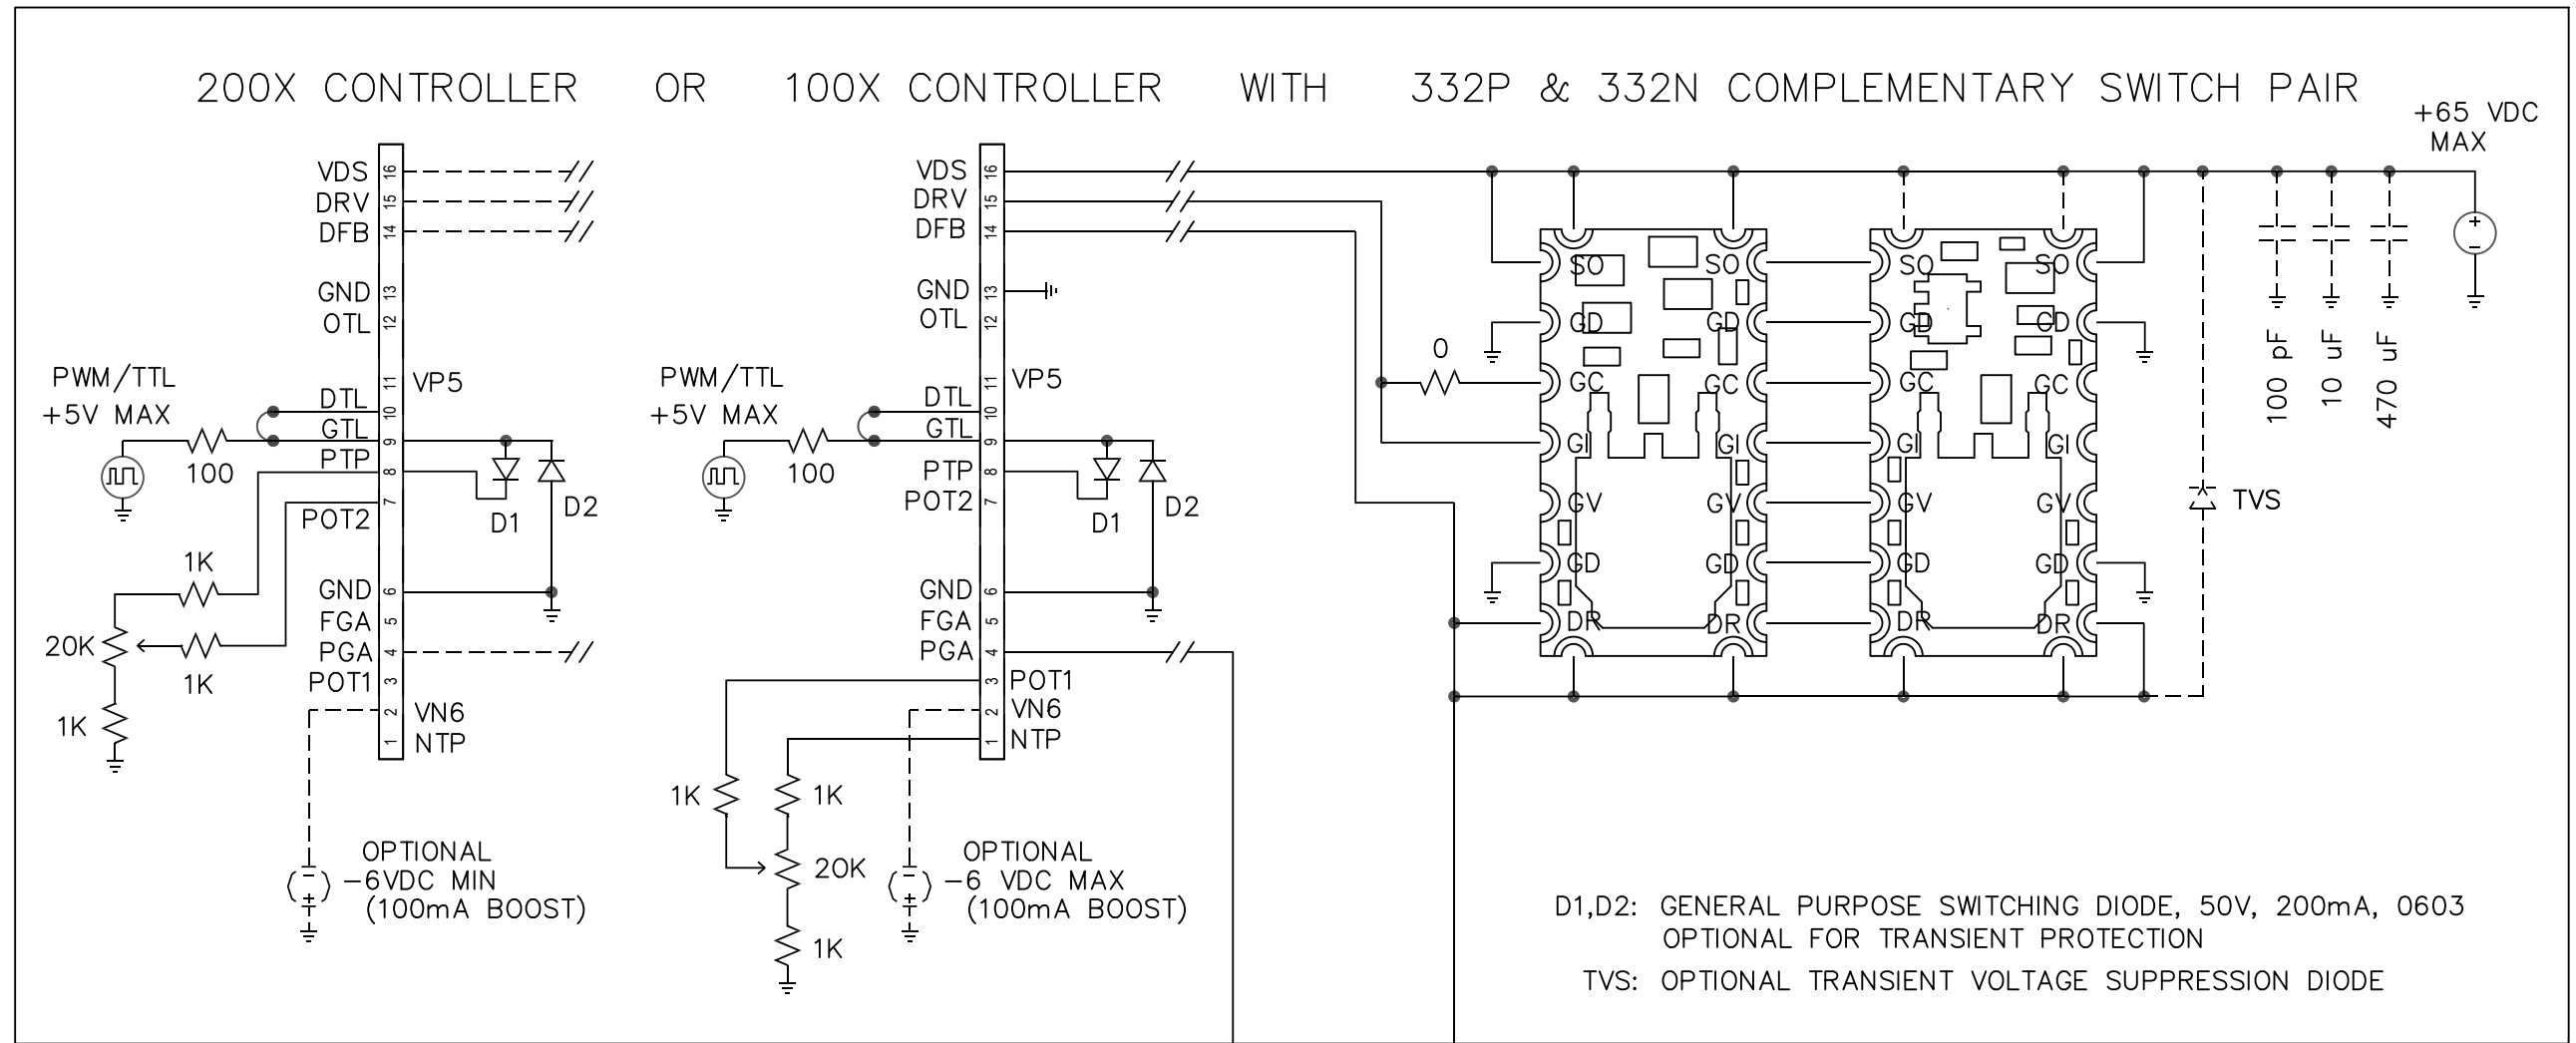 200X CONTROLLER OR 100X CONTROLLER WITH 332P & 332N COMPLEMENTARY SWITCH PAIR
+65 VDC
MAX
VDS 16
DRV 15
DFB 14
GND 13
OTL 12
11 VP5
PWM/TTL
+5V MAX
DTL 10
GTL 9
100
PTP 8
POT2 7
D1
D2
1K
20K
1K
1K
GND 6
FGA 5
PGA 4
POT1 3
2 VN6
1 NTP
OPTIONAL
-6VDC MIN
(100mA BOOST)
VDS 16
DRV 15
DFB 14
GND 13
OTL 12
11 VP5
PWM/TTL
+5V MAX
DTL 10
GTL 9
100
PTP 8
POT2 7
D1
D2
GND 6
FGA 5
PGA 4
3 POT1
2 VN6
1 NTP
1K
1K
20K
1K
OPTIONAL
-6 VDC MAX
(100mA BOOST)
0
SO SO SO SO
GD GD GD GD
GC GC GC
GI GI GI GI
GV GV GV GV
GD GD GD GD
DR DR DR DR
100 pF
10 uF
470 uF
TVS
D1,D2: GENERAL PURPOSE SWITCHING DIODE, 50V, 200mA, 0603
OPTIONAL FOR TRANSIENT PROTECTION
TVS: OPTIONAL TRANSIENT VOLTAGE SUPPRESSION DIODE